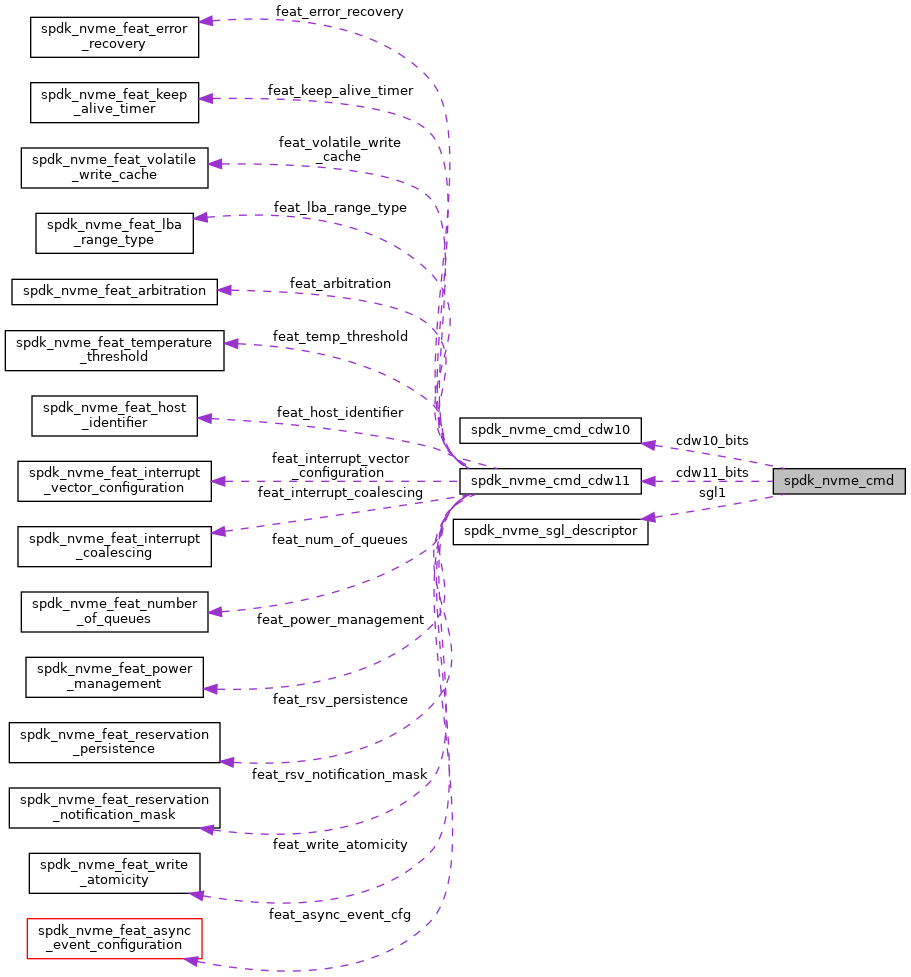 feat_error_recovery
spdk_nvme_feat_error
_recovery
feat_keep_alive_timer
spdk_nvme_feat_keep
_alive_timer
feat_volatile_write
_cache
spdk_nvme_feat_volatile
_write_cache
feat_lba_range_type
spdk_nvme_feat_lba
_range_type
feat_arbitration
spdk_nvme_feat_arbitration
feat_temp_threshold
spdk_nvme_feat_temperature
_threshold
feat_host_identifier
spdk_nvme_feat_host
_identifier
feat_interrupt_vector
_configuration
spdk_nvme_feat_interrupt
_vector_configuration
feat_interrupt_coalescing
spdk_nvme_feat_interrupt
_coalescing
feat_num_of_queues
spdk_nvme_feat_number
_of_queues
feat_power_management
spdk_nvme_feat_power
_management
feat_rsv_persistence
spdk_nvme_feat_reservation
_persistence
feat_rsv_notification_mask
spdk_nvme_feat_reservation
_notification_mask
feat_write_atomicity
spdk_nvme_feat_write
_atomicity
feat_async_event_cfg
spdk_nvme_feat_async
_event_configuration
spdk_nvme_cmd_cdw10
spdk_nvme_cmd_cdw11
spdk_nvme_sgl_descriptor
cdw10_bits
cdw11_bits
sgl1
spdk_nvme_cmd